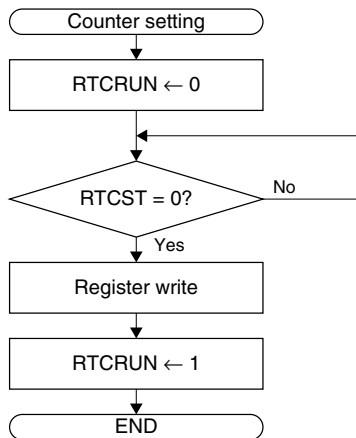 Counter setting
RTCRUN ← 0
RTCST = 0?
No
Yes
Register write
RTCRUN ← 1
END